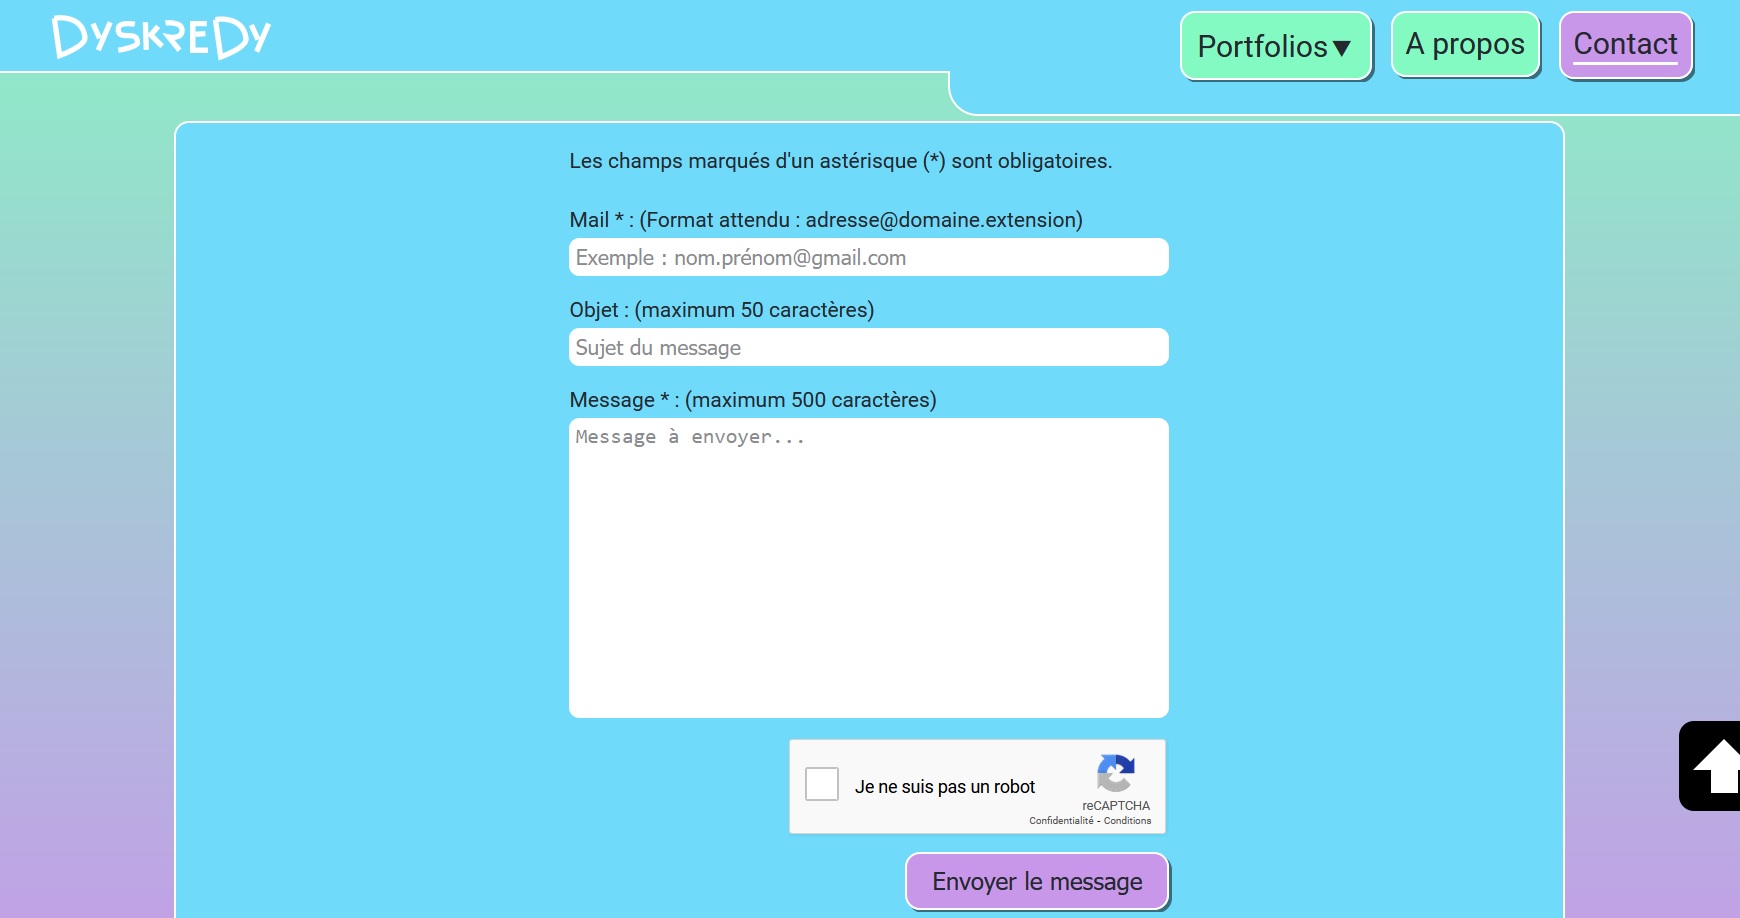 DYSKREDY
Portfolios▼
A propos
Contact
Les champs marqués d'un astérisque (*) sont obligatoires.
Mail * : (Format attendu : adresse@domaine.extension)
Exemple : nom.prénom@gmail.com
Objet : (maximum 50 caractères)
Sujet du message
Message * : (maximum 500 caractères)
Message à envoyer...
Je ne suis pas un robot
reCAPTCHA
Confidentialité - Conditions
Envoyer le message